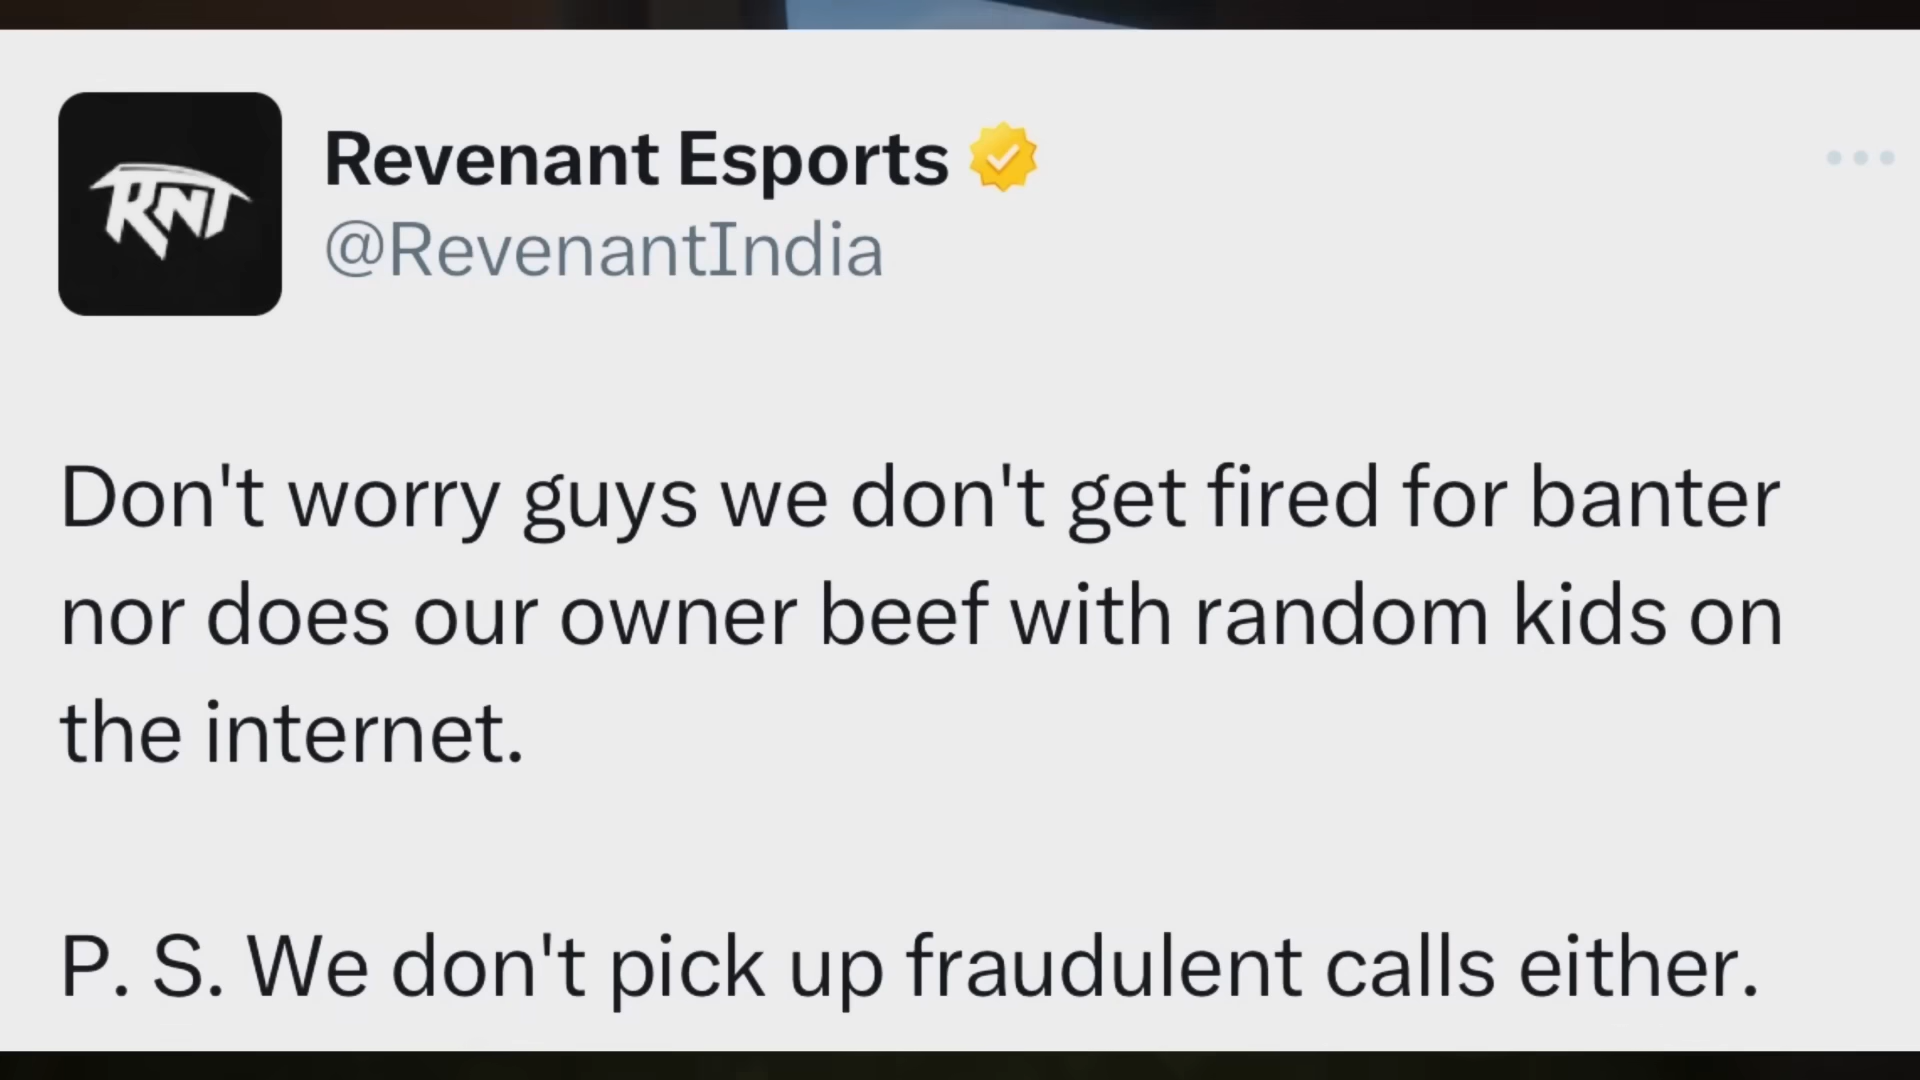 RNT
Revenant Esports
@RevenantIndia
Don't worry guys we don't get fired for banter
nor does our owner beef with random kids on
the internet.
P. S. We don't pick up fraudulent calls either.